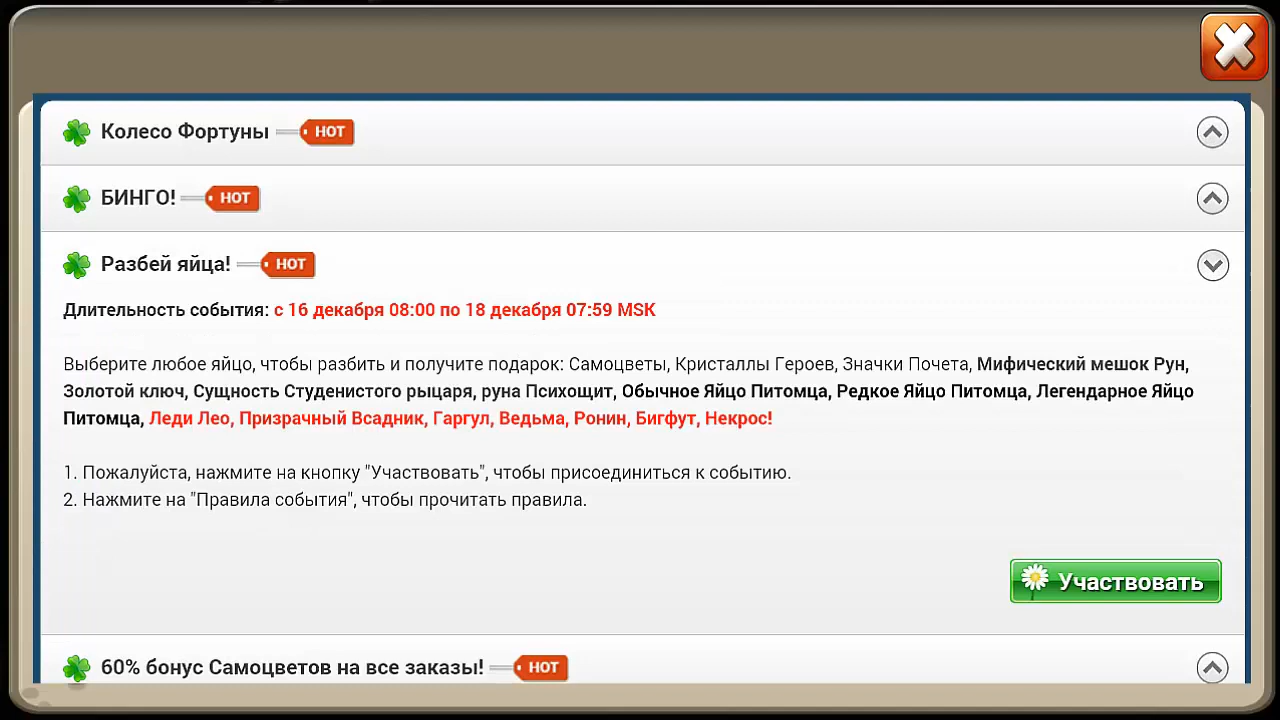 Колесо Фортуны HOT
БИНГО! HOT
Разбей яйца! HOT
Длительность события: с 16 декабря 08:00 по 18 декабря 07:59 MSK
Выберите любое яйцо, чтобы разбить и получите подарок: Самоцветы, Кристаллы Героев, Значки Почета, Мифический мешок Рун,
Золотой ключ, Сущность Студенистого рыцаря, руна Психощит, Обычное Яйцо Питомца, Редкое Яйцо Питомца, Легендарное Яйцо
Питомца, Леди Лео, Призрачный Всадник, Гаргул, Ведьма, Ронин, Бигфут, Некрос!
1. Пожалуйста, нажмите на кнопку "Участвовать", чтобы присоединиться к событию.
2. Нажмите на "Правила события", чтобы прочитать правила.
Участвовать
60% бонус Самоцветов на все заказы! HOT